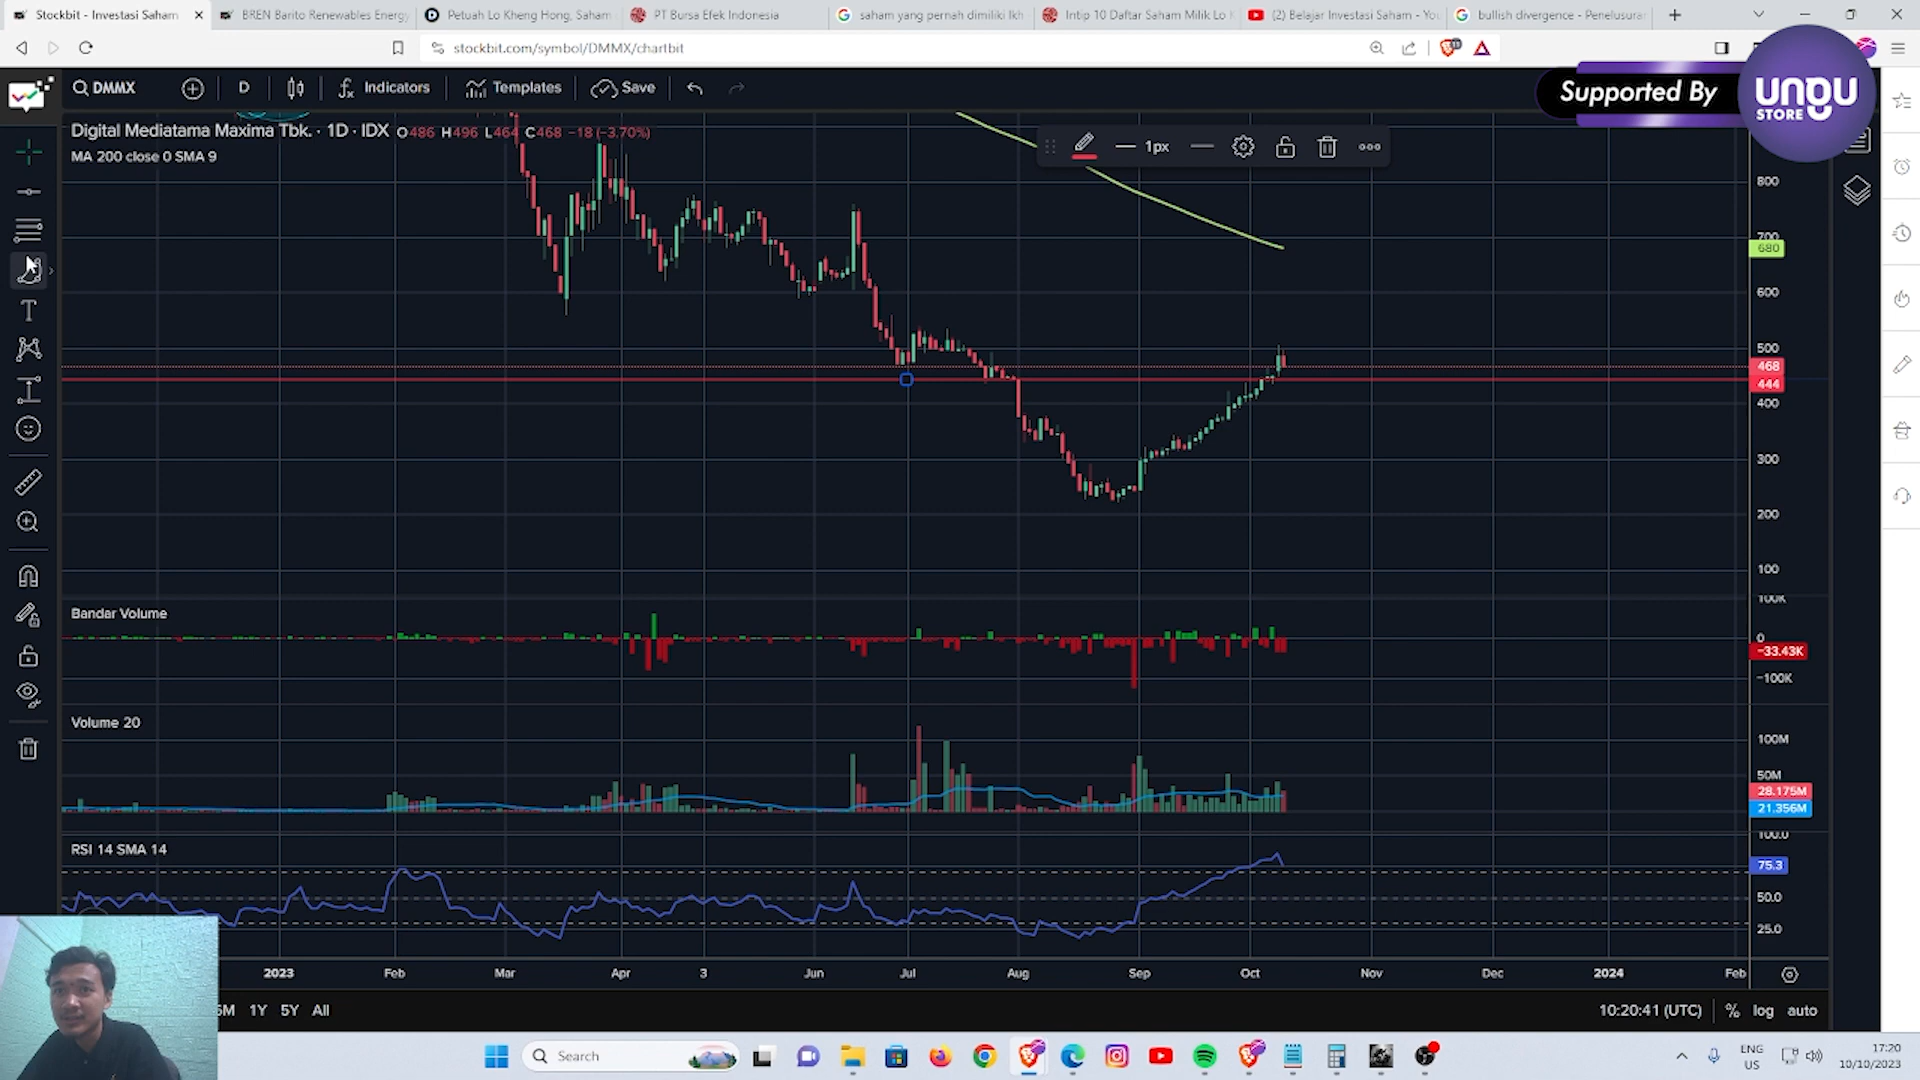 Stockbit - Investasi Saham
BREN Barito Renewables Energy
Petuah Lo Kheng Hong, Saham
PT Bursa Efek Indonesia
saham yang pernah dimiliki lkh
Intip 10 Daftar Saham Milik Lo
(2) Belajar Investasi Saham - You
bullish divergence - Penelusuran
stockbit.com/symbol/DMMX/chartbit
Supported By
UNGU
STORE
DMMX
D
Indicators
Templates
Save
Digital Mediatama Maxima Tbk. · 1D · IDX O486 H496 L464 C468 −18 (−3.70%)
MA 200 close 0 SMA 9
1px
800
700
680
600
500
468
444
400
300
200
100
Bandar Volume
100K
0
−33.43K
−100K
Volume 20
100M
50M
28.175M
21.356M
RSI 14 SMA 14
100.0
75.3
50.0
25.0
2023
Feb
Mar
Apr
3
Jun
Jul
Aug
Sep
Oct
Nov
Dec
2024
Feb
1Y
5Y
All
10:20:41 (UTC)
%
log
auto
Search
ENG
US
17:20
10/10/2023